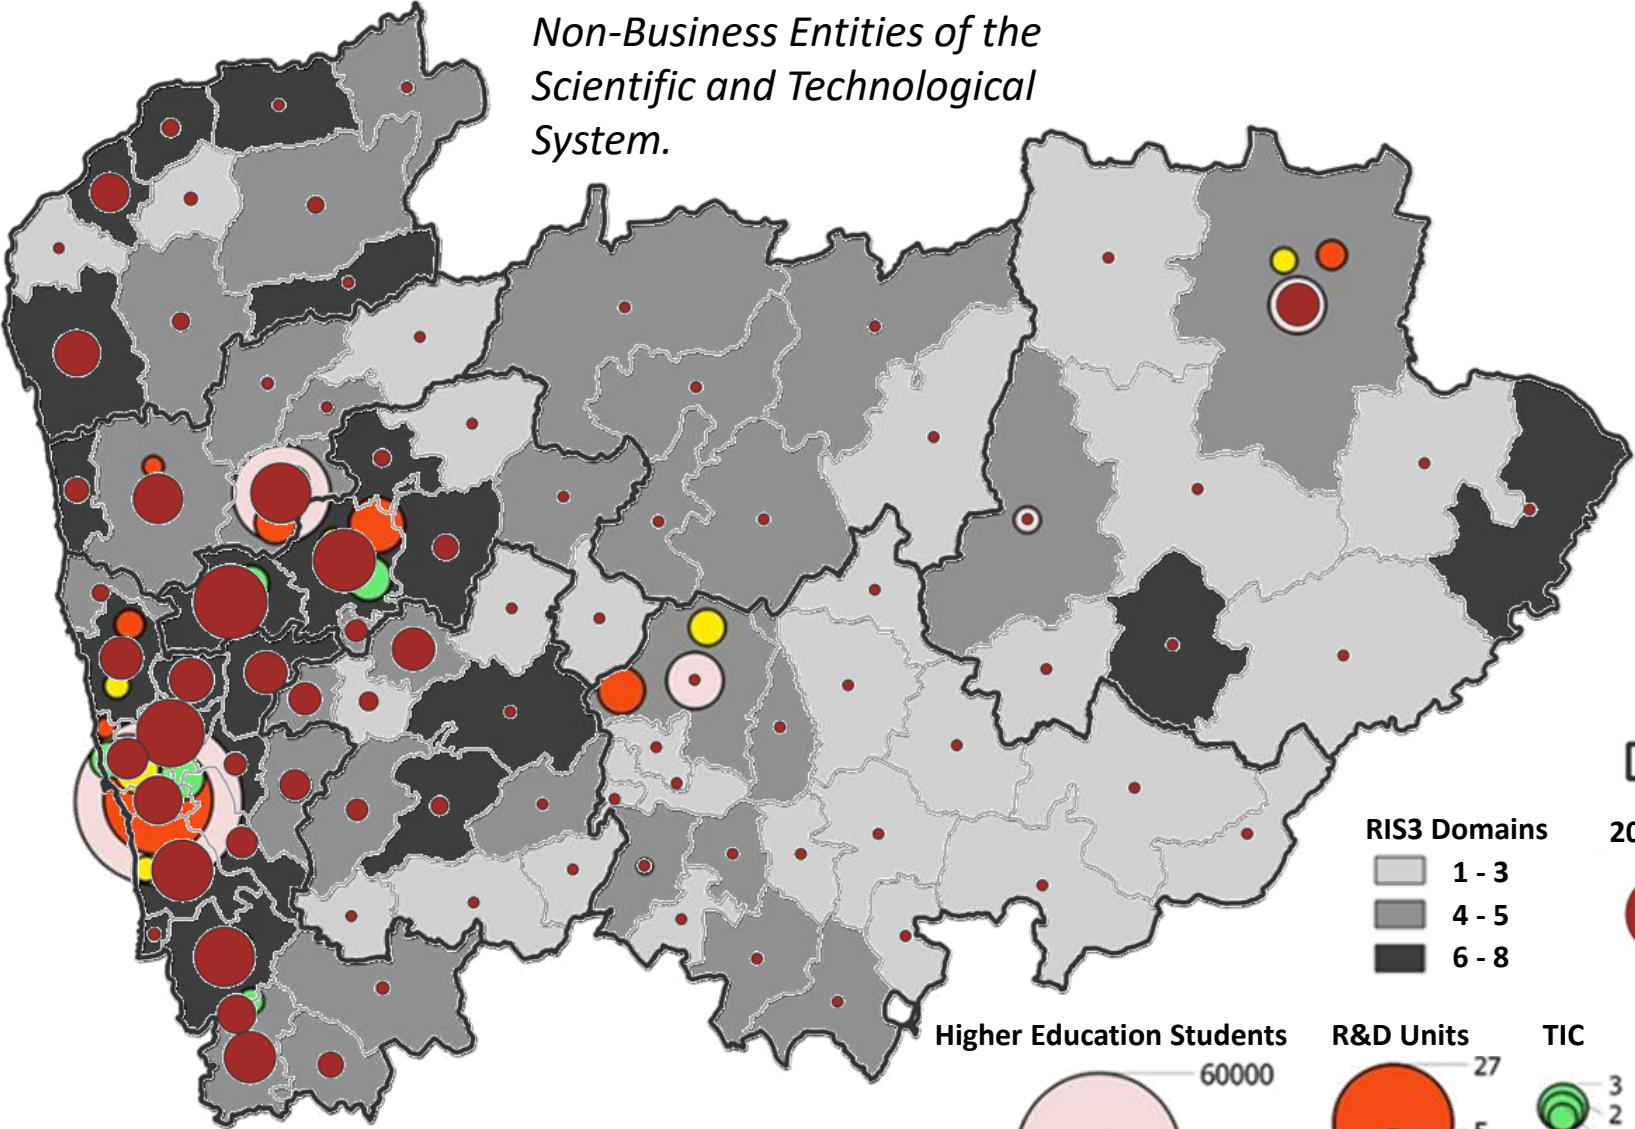 Non-Business Entities of the
Scientific and Technological
System.
RIS3 Domains
1 - 3
4 - 5
6 - 8
20
Higher Education Students
60000
R&D Units
27
TIC
3
2